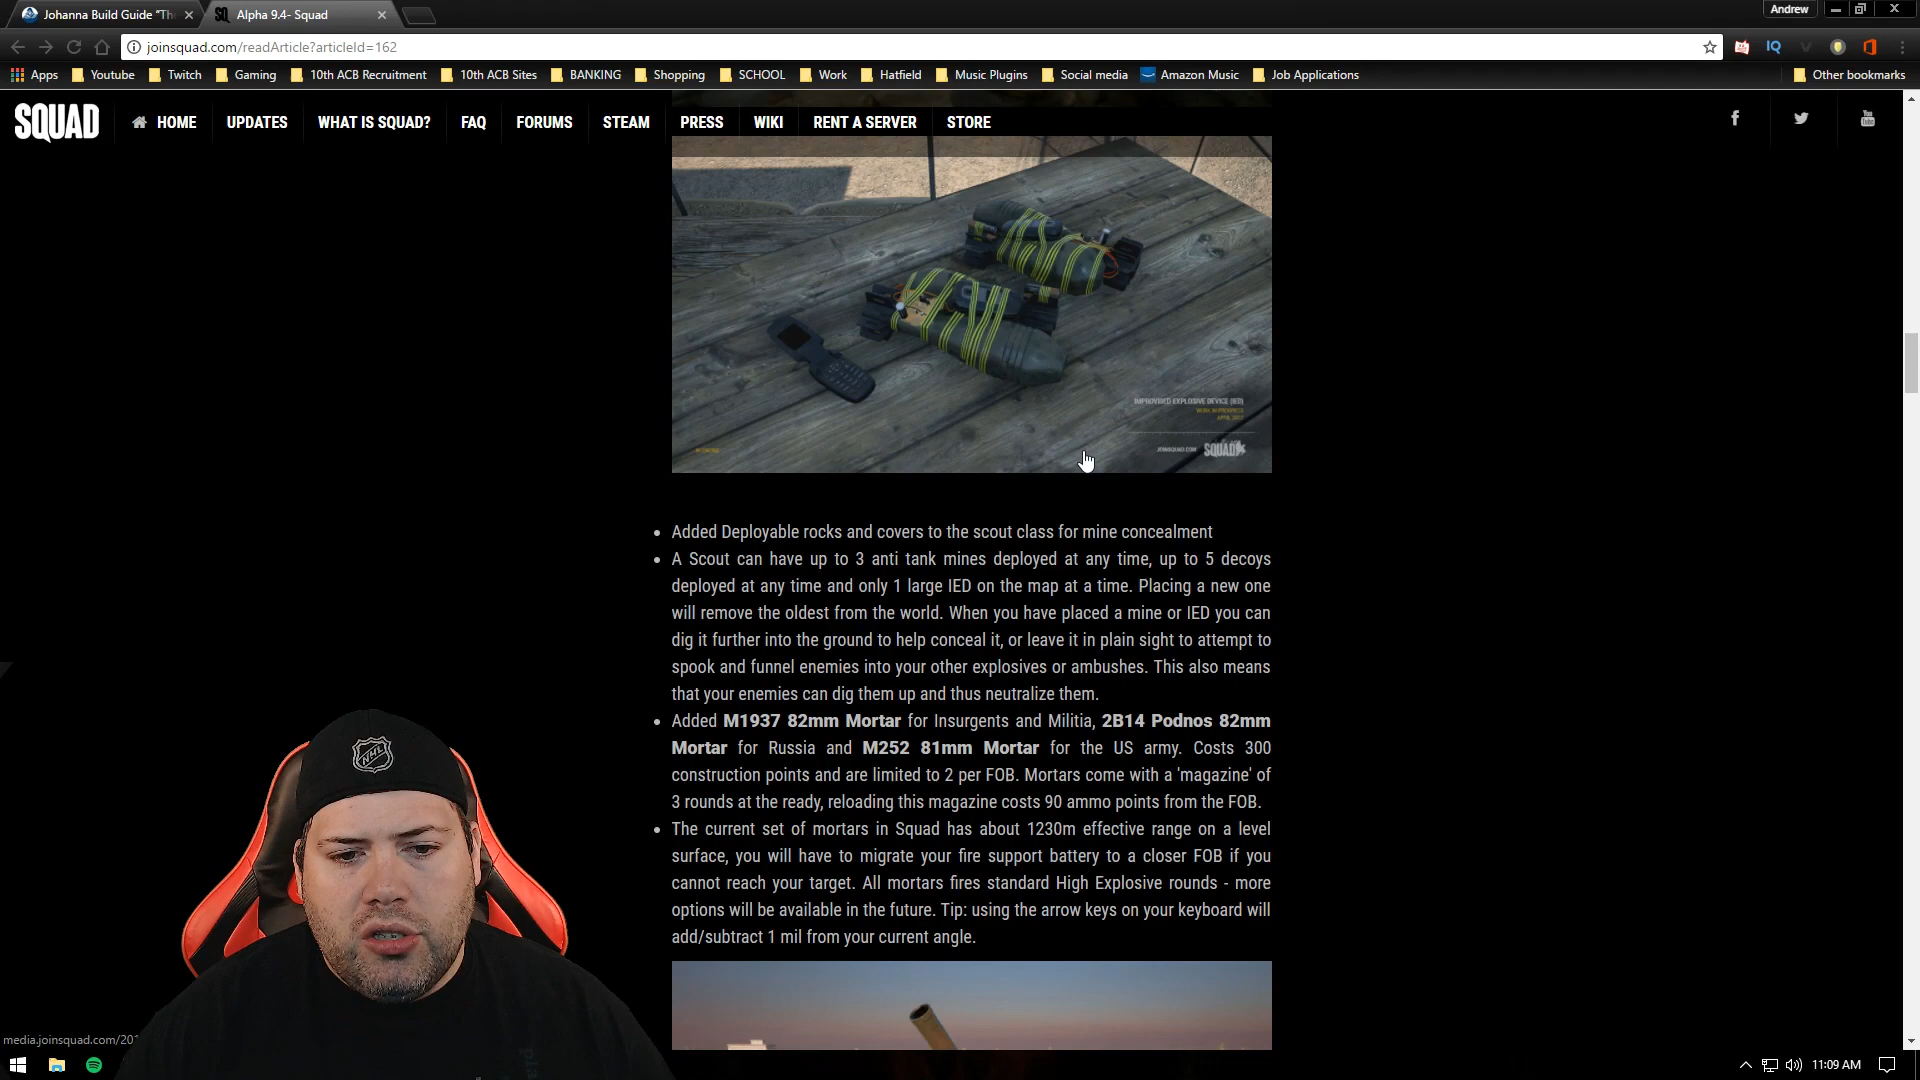 Johanna Build Guide "Th
Alpha 9.4- Squad
Andrew
joinsquad.com/readArticle?articleId=162
Apps Youtube Twitch Gaming 10th ACB Recruitment 10th ACB Sites BANKING Shopping SCHOOL Work Hatfield Music Plugins Social media Amazon Music Job Applications Other bookmarks
SQUAD HOME UPDATES WHAT IS SQUAD? FAQ FORUMS STEAM PRESS WIKI RENT A SERVER STORE
IMPROVISED EXPLOSIVE DEVICE (IED)
WORK IN PROGRESS
JOINSQUAD.COM SQUAD
Added Deployable rocks and covers to the scout class for mine concealment
A Scout can have up to 3 anti tank mines deployed at any time, up to 5 decoys
deployed at any time and only 1 large IED on the map at a time. Placing a new one
will remove the oldest from the world. When you have placed a mine or IED you can
dig it further into the ground to help conceal it, or leave it in plain sight to attempt to
spook and funnel enemies into your other explosives or ambushes. This also means
that your enemies can dig them up and thus neutralize them.
Added M1937 82mm Mortar for Insurgents and Militia, 2B14 Podnos 82mm
Mortar for Russia and M252 81mm Mortar for the US army. Costs 300
construction points and are limited to 2 per FOB. Mortars come with a 'magazine' of
3 rounds at the ready, reloading this magazine costs 90 ammo points from the FOB.
The current set of mortars in Squad has about 1230m effective range on a level
surface, you will have to migrate your fire support battery to a closer FOB if you
cannot reach your target. All mortars fires standard High Explosive rounds - more
options will be available in the future. Tip: using the arrow keys on your keyboard will
add/subtract 1 mil from your current angle.
NHL
media.joinsquad.com/201
11:09 AM